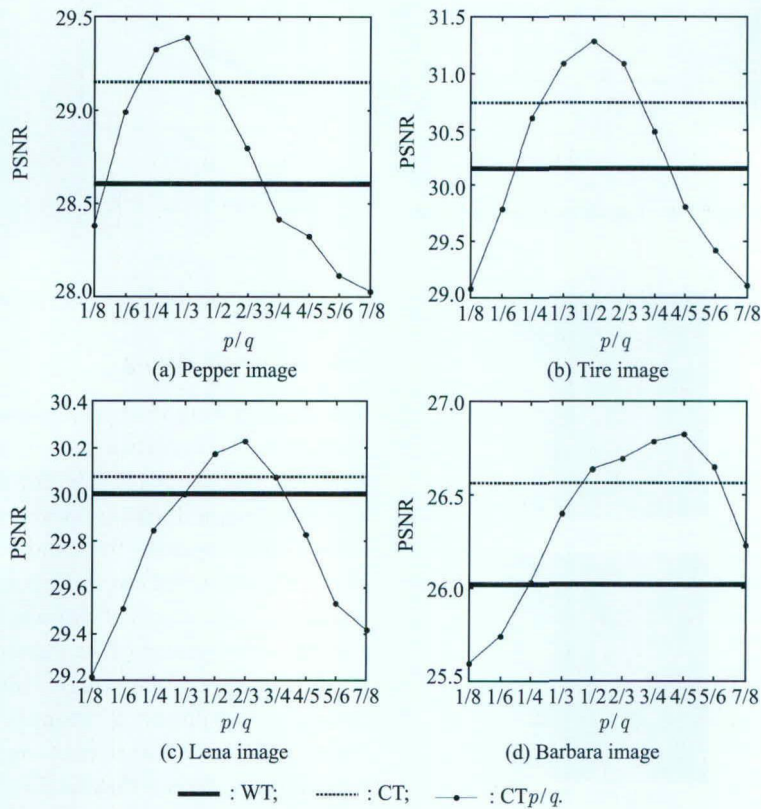 29.5
29.0
28.5
28.0
PSNR
1/8 1/6 1/4 1/3 1/2 2/3 3/4 4/5 5/6 7/8
p/q
(a) Pepper image
31.5
31.0
30.5
30.0
29.5
29.0
PSNR
1/8 1/6 1/4 1/3 1/2 2/3 3/4 4/5 5/6 7/8
p/q
(b) Tire image
30.4
30.2
30.0
29.8
29.6
29.4
29.2
PSNR
1/8 1/6 1/4 1/3 1/2 2/3 3/4 4/5 5/6 7/8
p/q
(c) Lena image
27.0
26.5
26.0
25.5
PSNR
1/8 1/6 1/4 1/3 1/2 2/3 3/4 4/5 5/6 7/8
p/q
(d) Barbara image
: WT; : CT; : CTp/q.